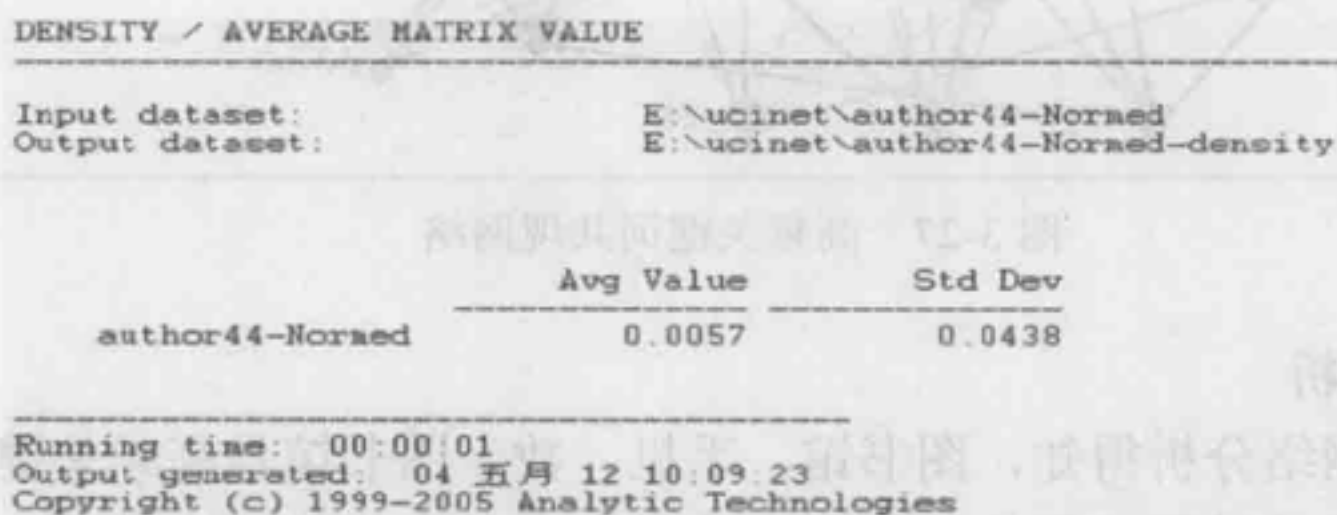 DENSITY / AVERAGE MATRIX VALUE
Input dataset: E:\ucinet\author44-Normed
Output dataset: E:\ucinet\author44-Normed-density
Avg Value Std Dev
author44-Normed 0.0057 0.0438
Running time: 00:00:01
Output generated: 04 五月 12 10:09:23
Copyright (c) 1999-2005 Analytic Technologies